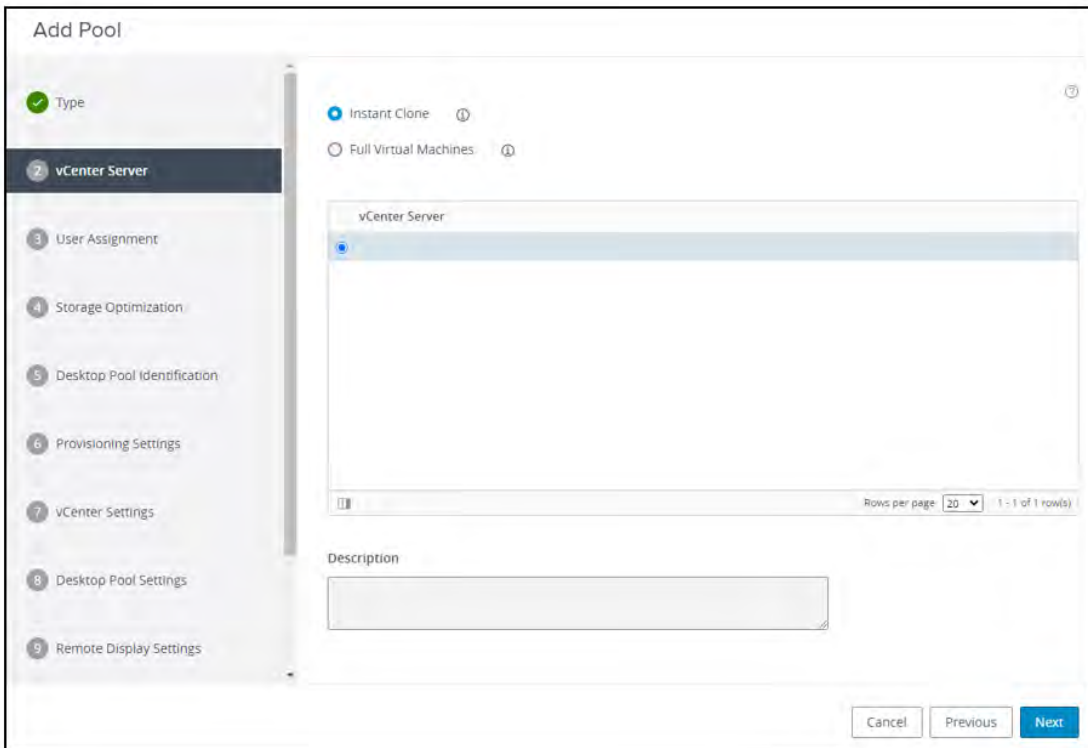 Add Pool
Type
Instant Clone
Full Virtual Machines
2 vCenter Server
vCenter Server
3 User Assignment
4 Storage Optimization
5 Desktop Pool Identification
6 Provisioning Settings
7 vCenter Settings
Rows per page 20 1 - 1 of 1 row(s)
Description
8 Desktop Pool Settings
9 Remote Display Settings
Cancel Previous Next